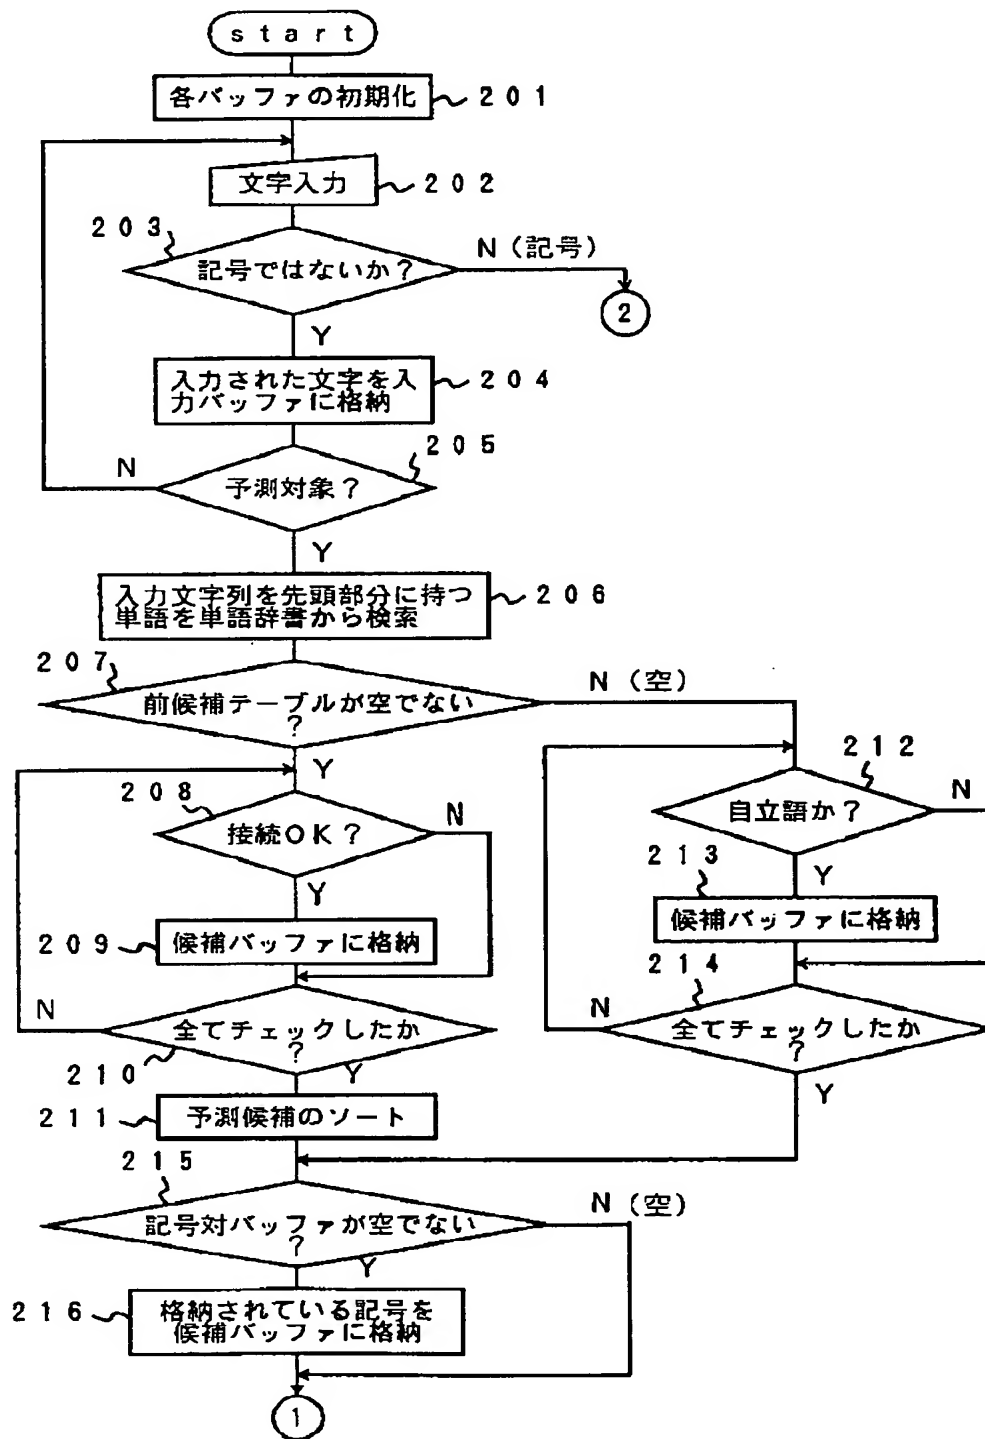 start
各バッファの初期化
201
文字入力
202
203
記号ではないか？
N（記号）
2
Y
入力された文字を入
力バッファに格納
204
205
N
予測対象？
Y
入力文字列を先頭部分に持つ
単語を単語辞書から検索
206
207
前候補テーブルが空でない
？
N（空）
Y
208
接続OK？
N
Y
209
候補バッファに格納
N
全てチェックしたか
？
210
Y
211
予測候補のソート
212
自立語か？
N
213
Y
候補バッファに格納
214
N
全てチェックしたか
？
Y
215
記号対バッファが空でない
？
N（空）
Y
216
格納されている記号を
候補バッファに格納
1